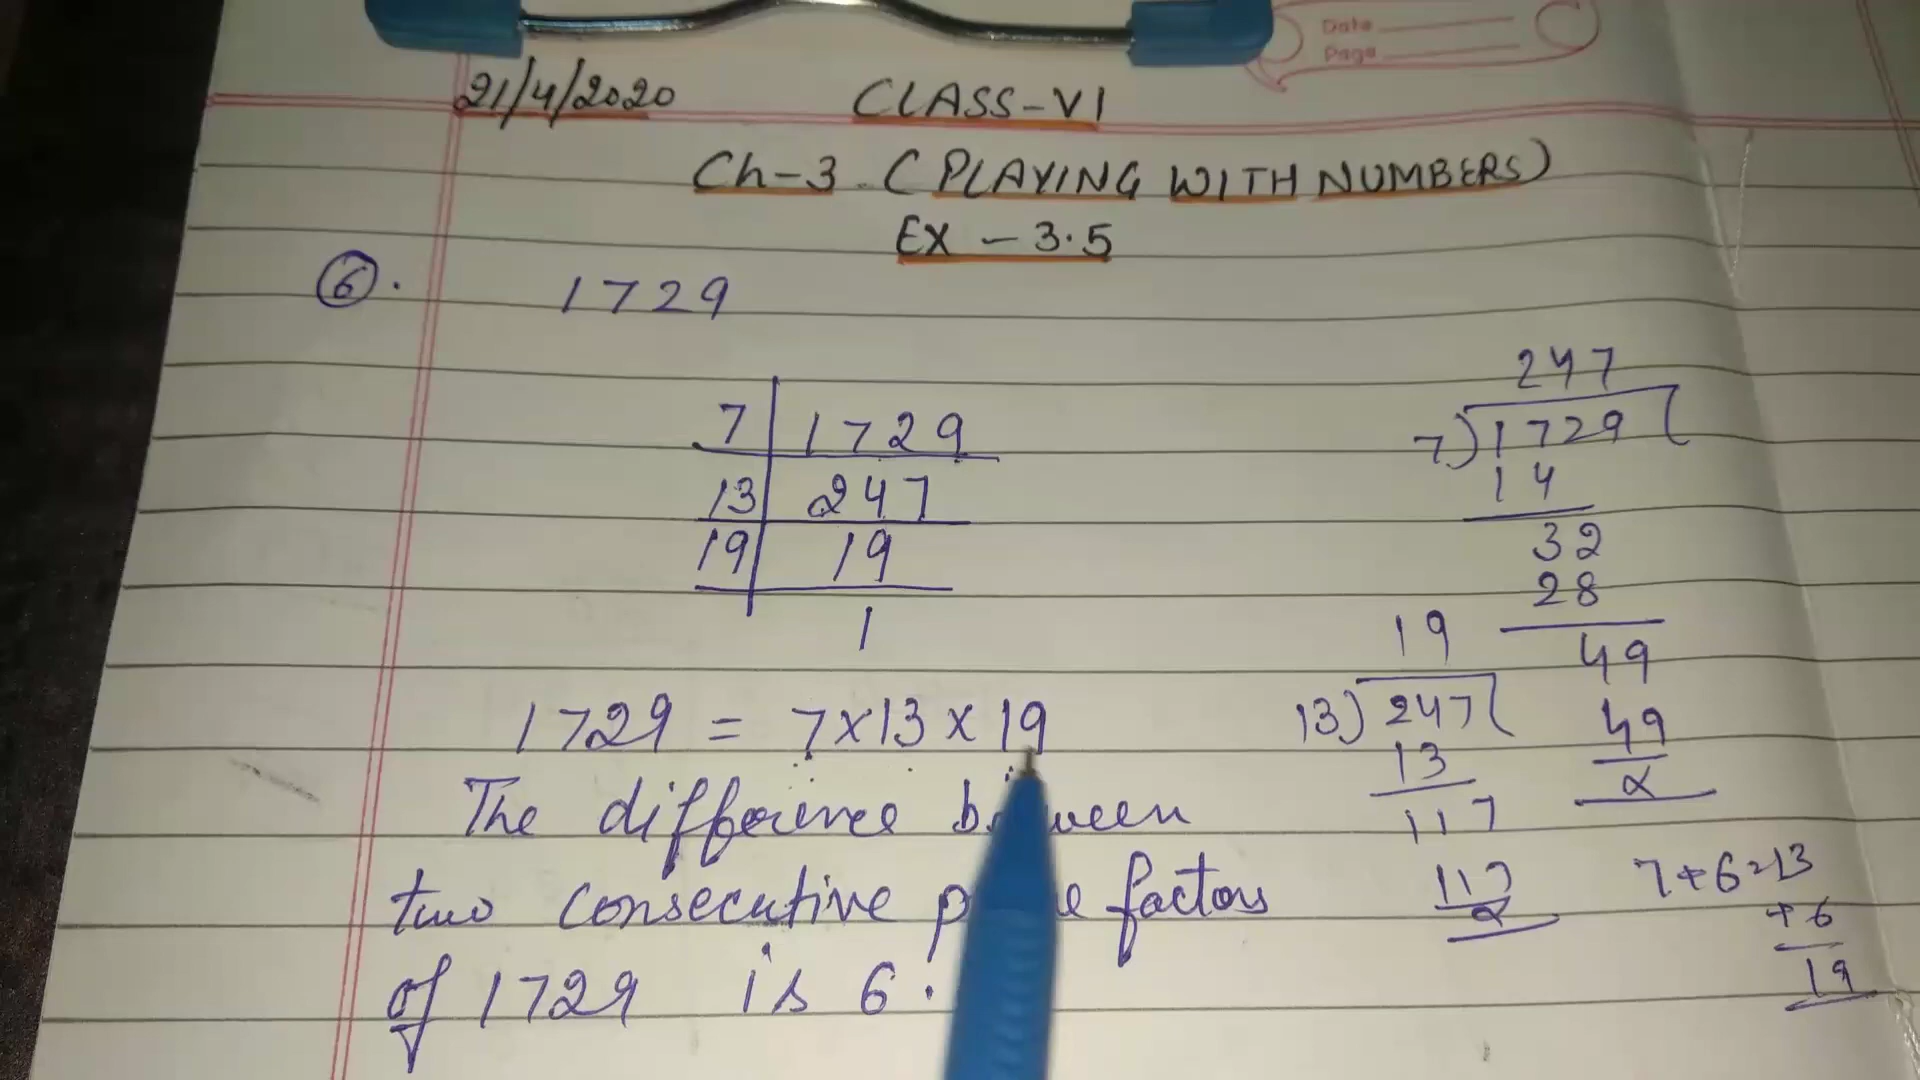 Date
Page
21/4/2020 CLASS-VI
Ch-3. (PLAYING WITH NUMBERS)
EX - 3.5
6. 1729
7 | 1729
13 | 247
19 | 19
1
247
7) 1729 (
14
32
28
49
49
19
13) 247 (
13
117
117
1729 = 7×13×19
The difference between
two consecutive factors
of 1729 is 6.
7+6=13
+6
19